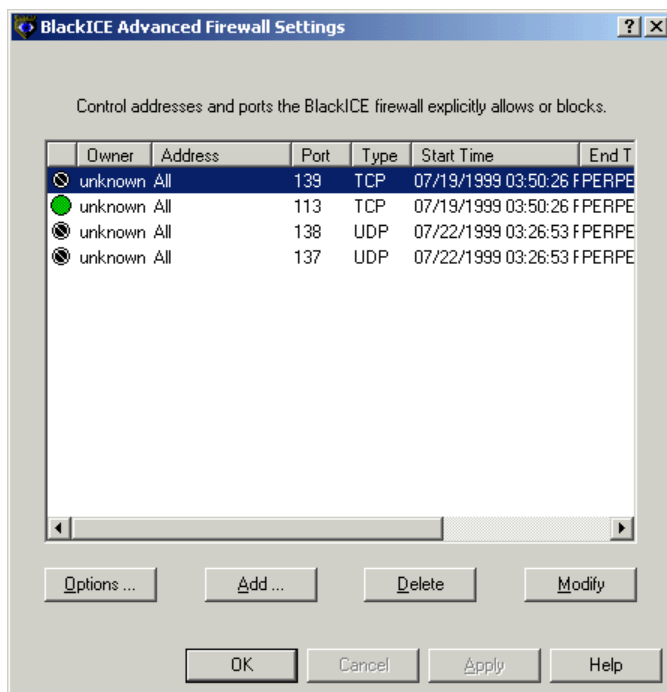 BlackICE Advanced Firewall Settings
Control addresses and ports the BlackICE firewall explicitly allows or blocks.
Owner Address Port Type Start Time End T
unknown All 139 TCP 07/19/1999 03:50:26 PERPE
unknown All 113 TCP 07/19/1999 03:50:26 PERPE
unknown All 138 UDP 07/22/1999 03:26:53 PERPE
unknown All 137 UDP 07/22/1999 03:26:53 PERPE
Options ... Add ... Delete Modify
OK Cancel Apply Help